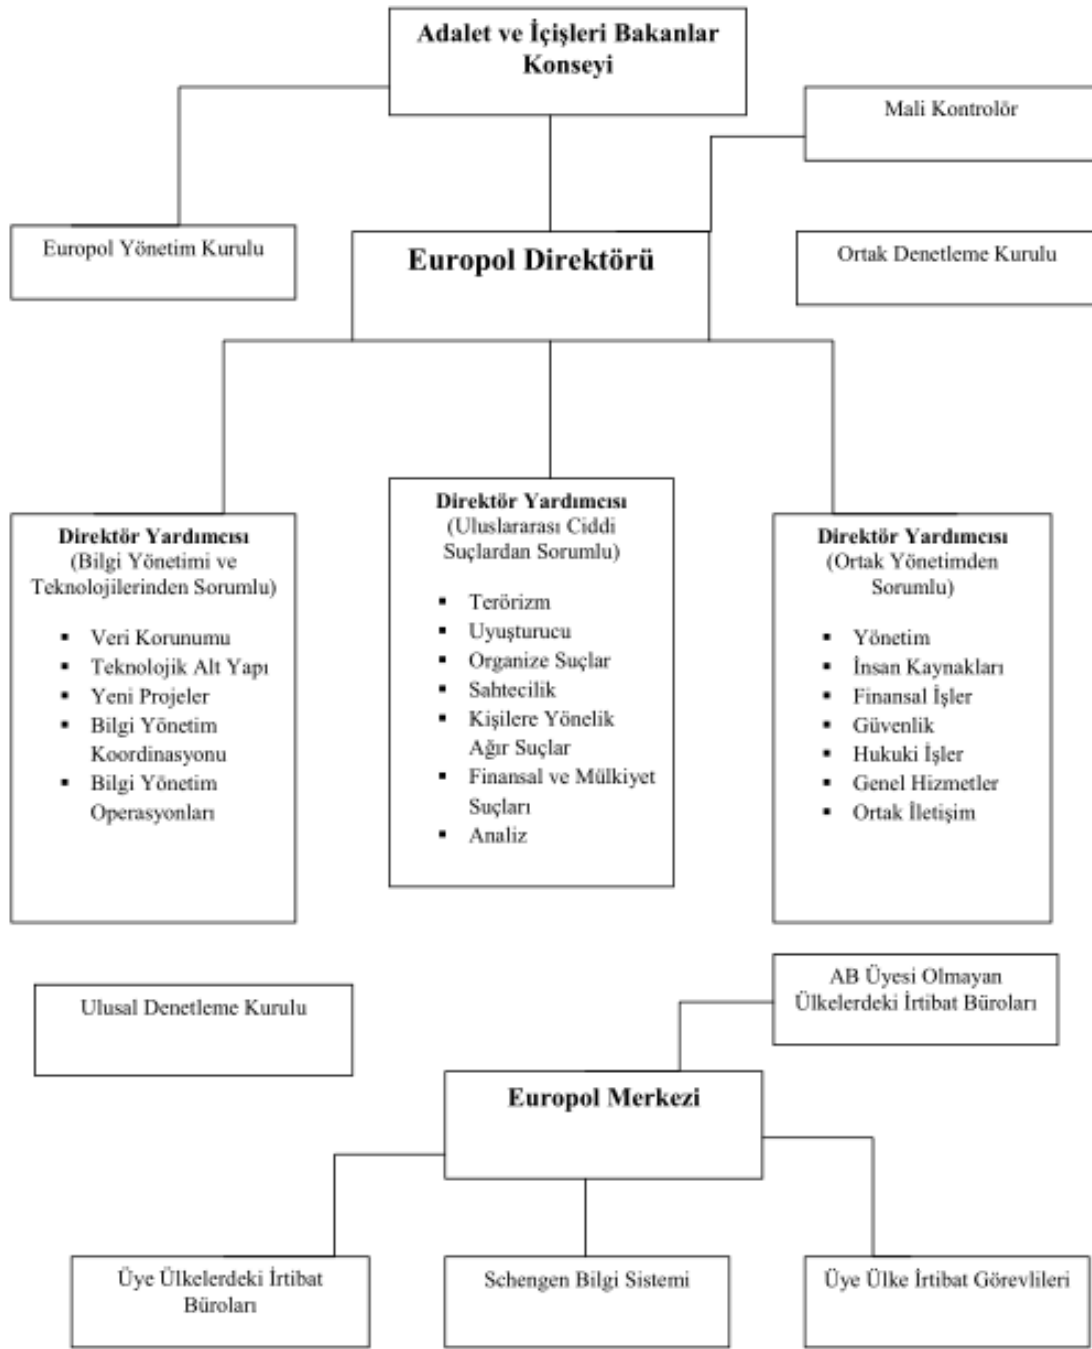 Adalet ve İçişleri Bakanlar
Konseyi
Mali Kontrolör
Europol Yönetim Kurulu
Europol Direktörü
Ortak Denetleme Kurulu
Direktör Yardımcısı
(Bilgi Yönetimi ve
Teknolojilerinden Sorumlu)
▪ Veri Korunumu
▪ Teknolojik Alt Yapı
▪ Yeni Projeler
▪ Bilgi Yönetim
Koordinasyonu
▪ Bilgi Yönetim
Operasyonları
Direktör Yardımcısı
(Uluslararası Ciddi
Suçlardan Sorumlu)
▪ Terörizm
▪ Uyuşturucu
▪ Organize Suçlar
▪ Sahtecilik
▪ Kişilere Yönelik
Ağır Suçlar
▪ Finansal ve Mülkiyet
Suçları
▪ Analiz
Direktör Yardımcısı
(Ortak Yönetimden
Sorumlu)
▪ Yönetim
▪ İnsan Kaynakları
▪ Finansal İşler
▪ Güvenlik
▪ Hukuki İşler
▪ Genel Hizmetler
▪ Ortak İletişim
Ulusal Denetleme Kurulu
AB Üyesi Olmayan
Ülkelerdeki İrtibat Büroları
Europol Merkezi
Üye Ülkelerdeki İrtibat
Büroları
Schengen Bilgi Sistemi
Üye Ülke İrtibat Görevlileri